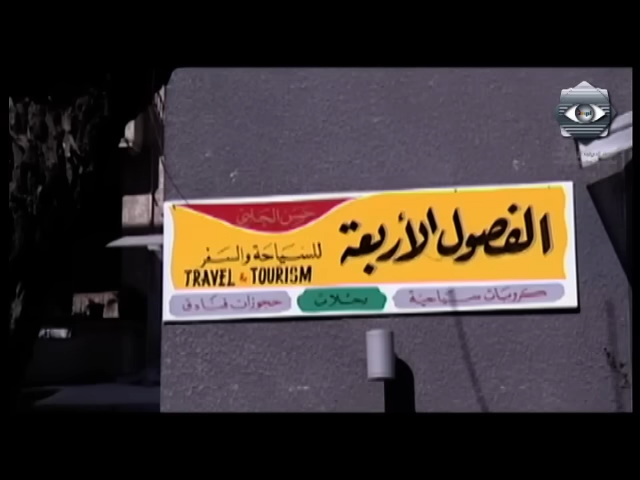 الفصول الأربعة
للسياحة والسفر
TRAVEL & TOURISM
كروبات سياحية رحلات حجوزات فنادق